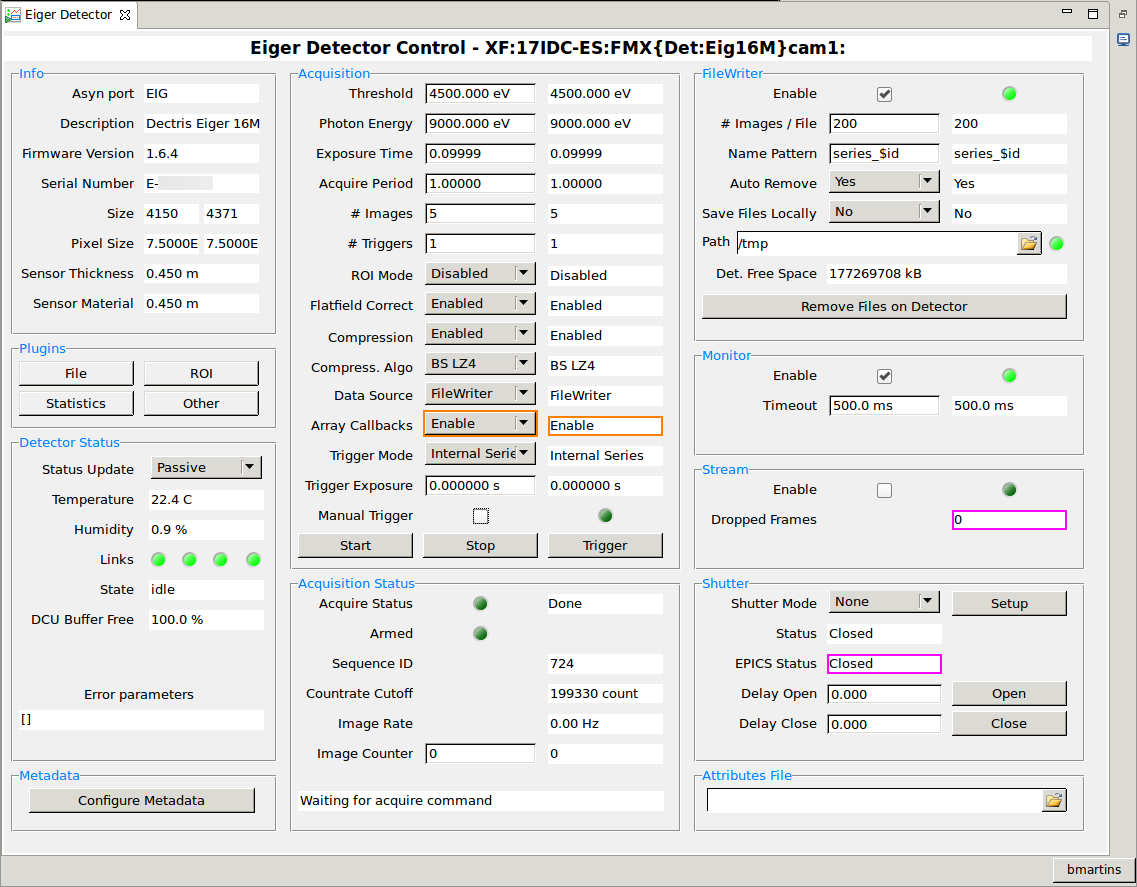 Eiger Detector
Eiger Detector Control - XF:17IDC-ES:FMX{Det:Eig16M}cam1:
Info
Asyn port EIG
Description Dectris Eiger 16M
Firmware Version 1.6.4
Serial Number E-
Size 4150 4371
Pixel Size 7.5000E- 7.5000E-
Sensor Thickness 0.450 m
Sensor Material 0.450 m
Plugins
File ROI
Statistics Other
Detector Status
Status Update Passive
Temperature 22.4 C
Humidity 0.9 %
Links
State idle
DCU Buffer Free 100.0 %
Error parameters
[]
Metadata
Configure Metadata
Acquisition
Threshold 4500.000 eV 4500.000 eV
Photon Energy 9000.000 eV 9000.000 eV
Exposure Time 0.09999 0.09999
Acquire Period 1.00000 1.00000
# Images 5 5
# Triggers 1 1
ROI Mode Disabled Disabled
Flatfield Correct Enabled Enabled
Compression Enabled Enabled
Compress. Algo BS LZ4 BS LZ4
Data Source FileWriter FileWriter
Array Callbacks Enable Enable
Trigger Mode Internal Serie Internal Series
Trigger Exposure 0.000000 s 0.000000 s
Manual Trigger
Start Stop Trigger
Acquisition Status
Acquire Status Done
Armed
Sequence ID 724
Countrate Cutoff 199330 count
Image Rate 0.00 Hz
Image Counter 0 0
Waiting for acquire command
FileWriter
Enable
# Images / File 200 200
Name Pattern series_$id series_$id
Auto Remove Yes Yes
Save Files Locally No No
Path /tmp
Det. Free Space 177269708 kB
Remove Files on Detector
Monitor
Enable
Timeout 500.0 ms 500.0 ms
Stream
Enable
Dropped Frames 0
Shutter
Shutter Mode None Setup
Status Closed
EPICS Status Closed
Delay Open 0.000 Open
Delay Close 0.000 Close
Attributes File
bmartins